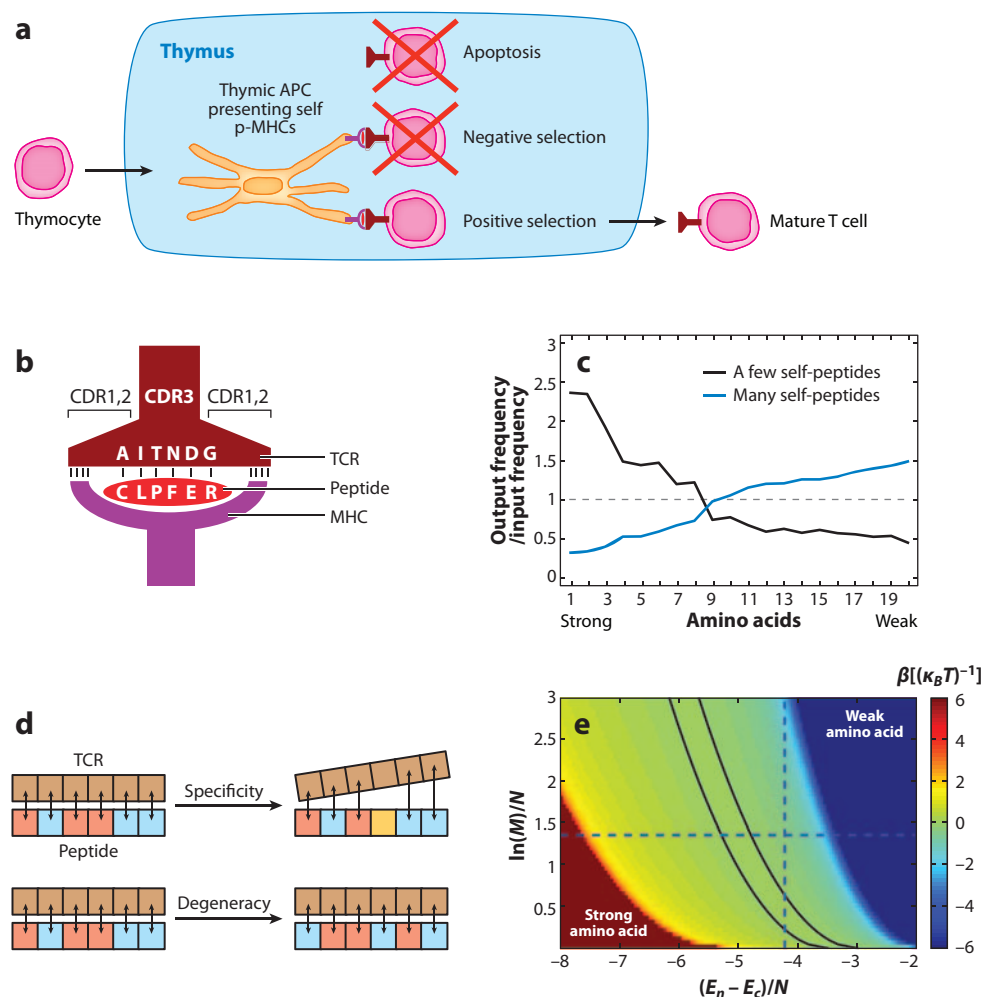 a
Thymus
Thymic APC
presenting self
p-MHCs
Apoptosis
Negative selection
Positive selection
Thymocyte
Mature T cell
b
CDR1,2
CDR3
CDR1,2
A I T N D G
C L P F E R
TCR
Peptide
MHC
c
A few self-peptides
Many self-peptides
Output frequency
/input frequency
3
2.5
2
1.5
1
0.5
0
1 3 5 7 9 11 13 15 17 19
Strong
Amino acids
Weak
d
TCR
Specificity
Peptide
Degeneracy
e
β[(κBT)−1]
Weak
amino acid
Strong
amino acid
ln(M)/N
3
2.5
2
1.5
1
0.5
−8 −7 −6 −5 −4 −3 −2
(En – Ec)/N
6
4
2
0
−2
−4
−6